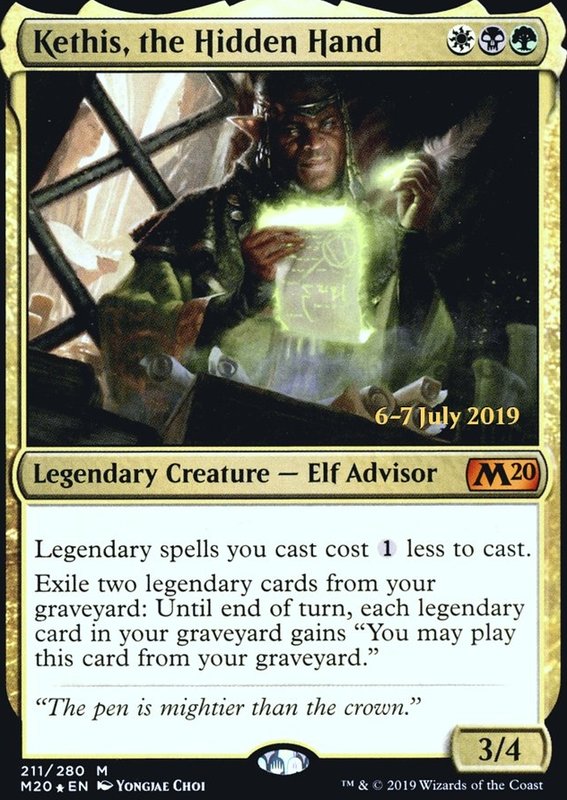 Kethis, the Hidden Hand
6–7 July 2019
Legendary Creature — Elf Advisor
M20
Legendary spells you cast cost 1 less to cast.
Exile two legendary cards from your
graveyard: Until end of turn, each legendary
card in your graveyard gains “You may play
this card from your graveyard.”
“The pen is mightier than the crown.”
3/4
211/280 M
M20 ★ EN Yongjae Choi
™ & © 2019 Wizards of the Coast